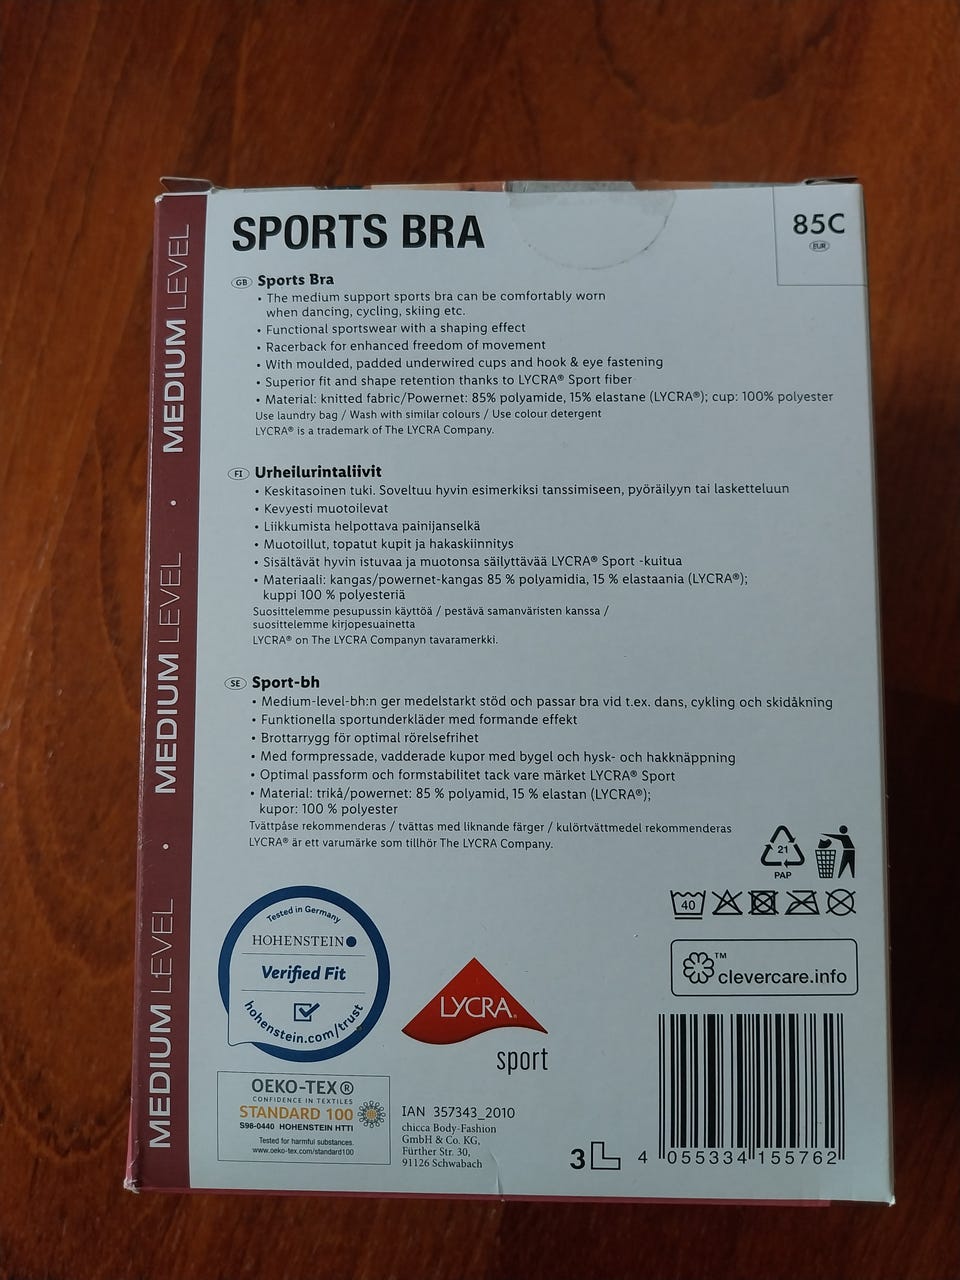 MEDIUM LEVEL • MEDIUM LEVEL • MEDIUM LEVEL
SPORTS BRA
85C
EUR
GB Sports Bra
• The medium support sports bra can be comfortably worn
when dancing, cycling, skiing etc.
• Functional sportswear with a shaping effect
• Racerback for enhanced freedom of movement
• With moulded, padded underwired cups and hook & eye fastening
• Superior fit and shape retention thanks to LYCRA® Sport fiber
• Material: knitted fabric/Powernet: 85% polyamide, 15% elastane (LYCRA®); cup: 100% polyester
Use laundry bag / Wash with similar colours / Use colour detergent
LYCRA® is a trademark of The LYCRA Company.
FI Urheilurintaliivit
• Keskitasoinen tuki. Soveltuu hyvin esimerkiksi tanssimiseen, pyöräilyyn tai lasketteluun
• Kevyesti muotoilevat
• Liikkumista helpottava painijanselkä
• Muotoillut, topatut kupit ja hakaskiinnitys
• Sisältävät hyvin istuvaa ja muotonsa säilyttävää LYCRA® Sport -kuitua
• Materiaali: kangas/powernet-kangas 85 % polyamidia, 15 % elastaania (LYCRA®);
kuppi 100 % polyesteriä
Suosittelemme pesupussin käyttöä / pestävä samanväristen kanssa /
suosittelemme kirjopesuainetta
LYCRA® on The LYCRA Companyn tavaramerkki.
SE Sport-bh
• Medium-level-bh:n ger medelstarkt stöd och passar bra vid t.ex. dans, cykling och skidåkning
• Funktionella sportunderkläder med formande effekt
• Brottarrygg för optimal rörelsefrihet
• Med formpressade, vadderade kupor med bygel och hysk- och hakknäppning
• Optimal passform och formstabilitet tack vare märket LYCRA® Sport
• Material: trikå/powernet: 85 % polyamid, 15 % elastan (LYCRA®);
kupor: 100 % polyester
Tvättpåse rekommenderas / tvättas med liknande färger / kulörtvättmedel rekommenderas
LYCRA® är ett varumärke som tillhör The LYCRA Company.
21
PAP
40
™
clevercare.info
Tested in Germany
HOHENSTEIN
Verified Fit
hohenstein.com/trust
LYCRA®
sport
OEKO-TEX®
CONFIDENCE IN TEXTILES
STANDARD 100
S98-0440 HOHENSTEIN HTTI
Tested for harmful substances.
www.oeko-tex.com/standard100
IAN 357343_2010
chicca Body-Fashion
GmbH & Co. KG,
Fürther Str. 30,
91126 Schwabach
3L
4 055334 155762